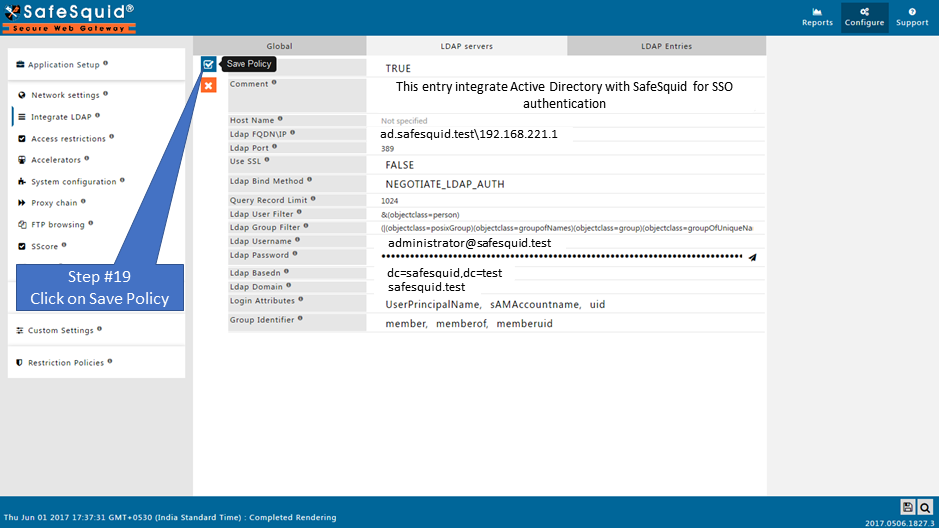 SafeSquid®
Secure Web Gateway
Reports
Configure
Support
Global
LDAP servers
LDAP Entries
Application Setup
Network settings
Integrate LDAP
Access restrictions
Accelerators
System configuration
Proxy chain
FTP browsing
SScore
Custom Settings
Restriction Policies
Save Policy
TRUE
Comment
This entry integrate Active Directory with SafeSquid for SSO
authentication
Host Name
Not specified
Ldap FQDN\IP
ad.safesquid.test\192.168.221.1
Ldap Port
389
Use SSL
FALSE
Ldap Bind Method
NEGOTIATE_LDAP_AUTH
Query Record Limit
1024
Ldap User Filter
&(objectclass=person)
Ldap Group Filter
(|(objectclass=posixGroup)(objectclass=groupofNames)(objectclass=group)(objectclass=groupOfUniqueNa
Ldap Username
administrator@safesquid.test
Ldap Password
Ldap Basedn
dc=safesquid,dc=test
Ldap Domain
safesquid.test
Login Attributes
UserPrincipalName, sAMAccountname, uid
Group Identifier
member, memberof, memberuid
Step #19
Click on Save Policy
Thu Jun 01 2017 17:37:31 GMT+0530 (India Standard Time) : Completed Rendering
2017.0506.1827.3